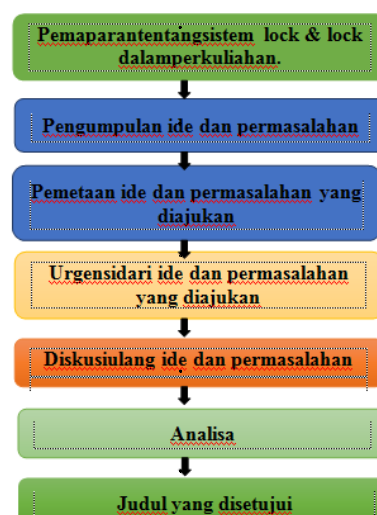 Pemaparantentangsistem lock & lock
dalamperkuliahan.
Pengumpulan ide dan permasalahan
Pemetaan ide dan permasalahan yang
diajukan
Urgensidari ide dan permasalahan
yang diajukan
Diskusiulang ide dan permasalahan
.
Analisa
Judul yang disetujui